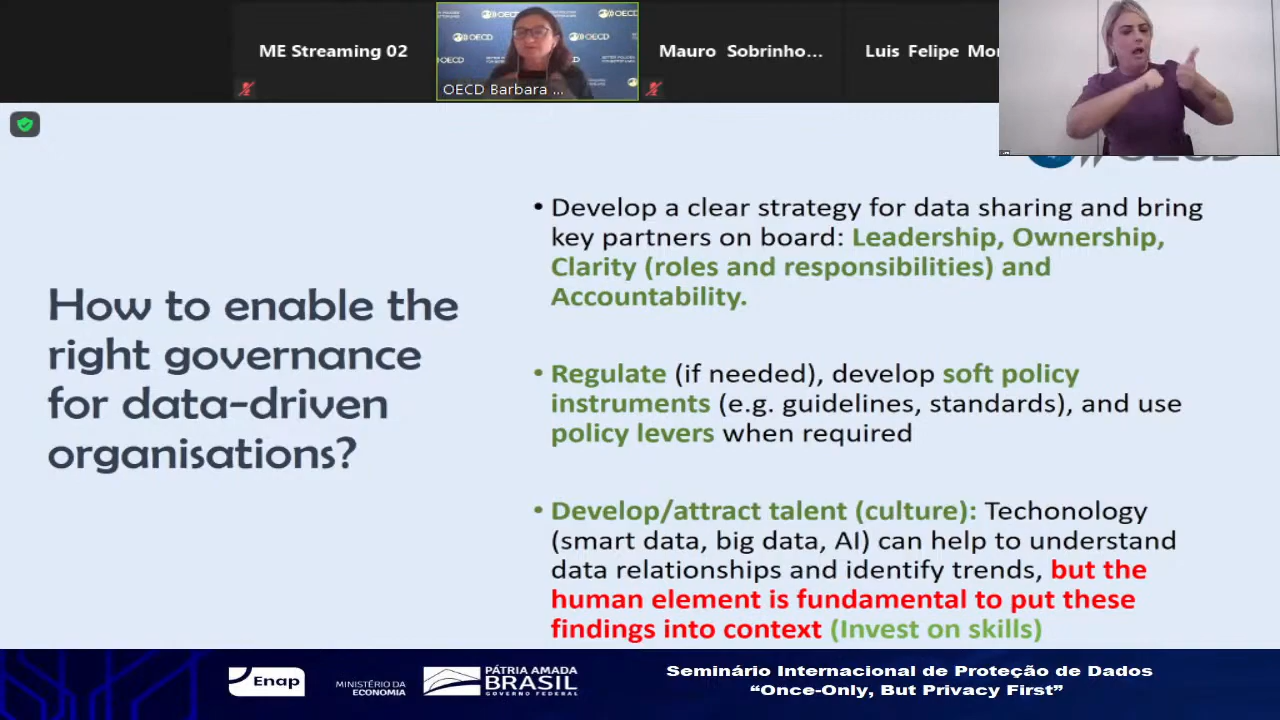 ME Streaming 02
OECD Barbara ...
Mauro Sobrinho...
Luis Felipe Mor
OECD
How to enable the
right governance
for data-driven
organisations?
• Develop a clear strategy for data sharing and bring
key partners on board: Leadership, Ownership,
Clarity (roles and responsibilities) and
Accountability.
• Regulate (if needed), develop soft policy
instruments (e.g. guidelines, standards), and use
policy levers when required
• Develop/attract talent (culture): Techonology
(smart data, big data, AI) can help to understand
data relationships and identify trends, but the
human element is fundamental to put these
findings into context (Invest on skills)
Enap
MINISTÉRIO DA
ECONOMIA
PÁTRIA AMADA
BRASIL
GOVERNO FEDERAL
Seminário Internacional de Proteção de Dados
“Once-Only, But Privacy First”